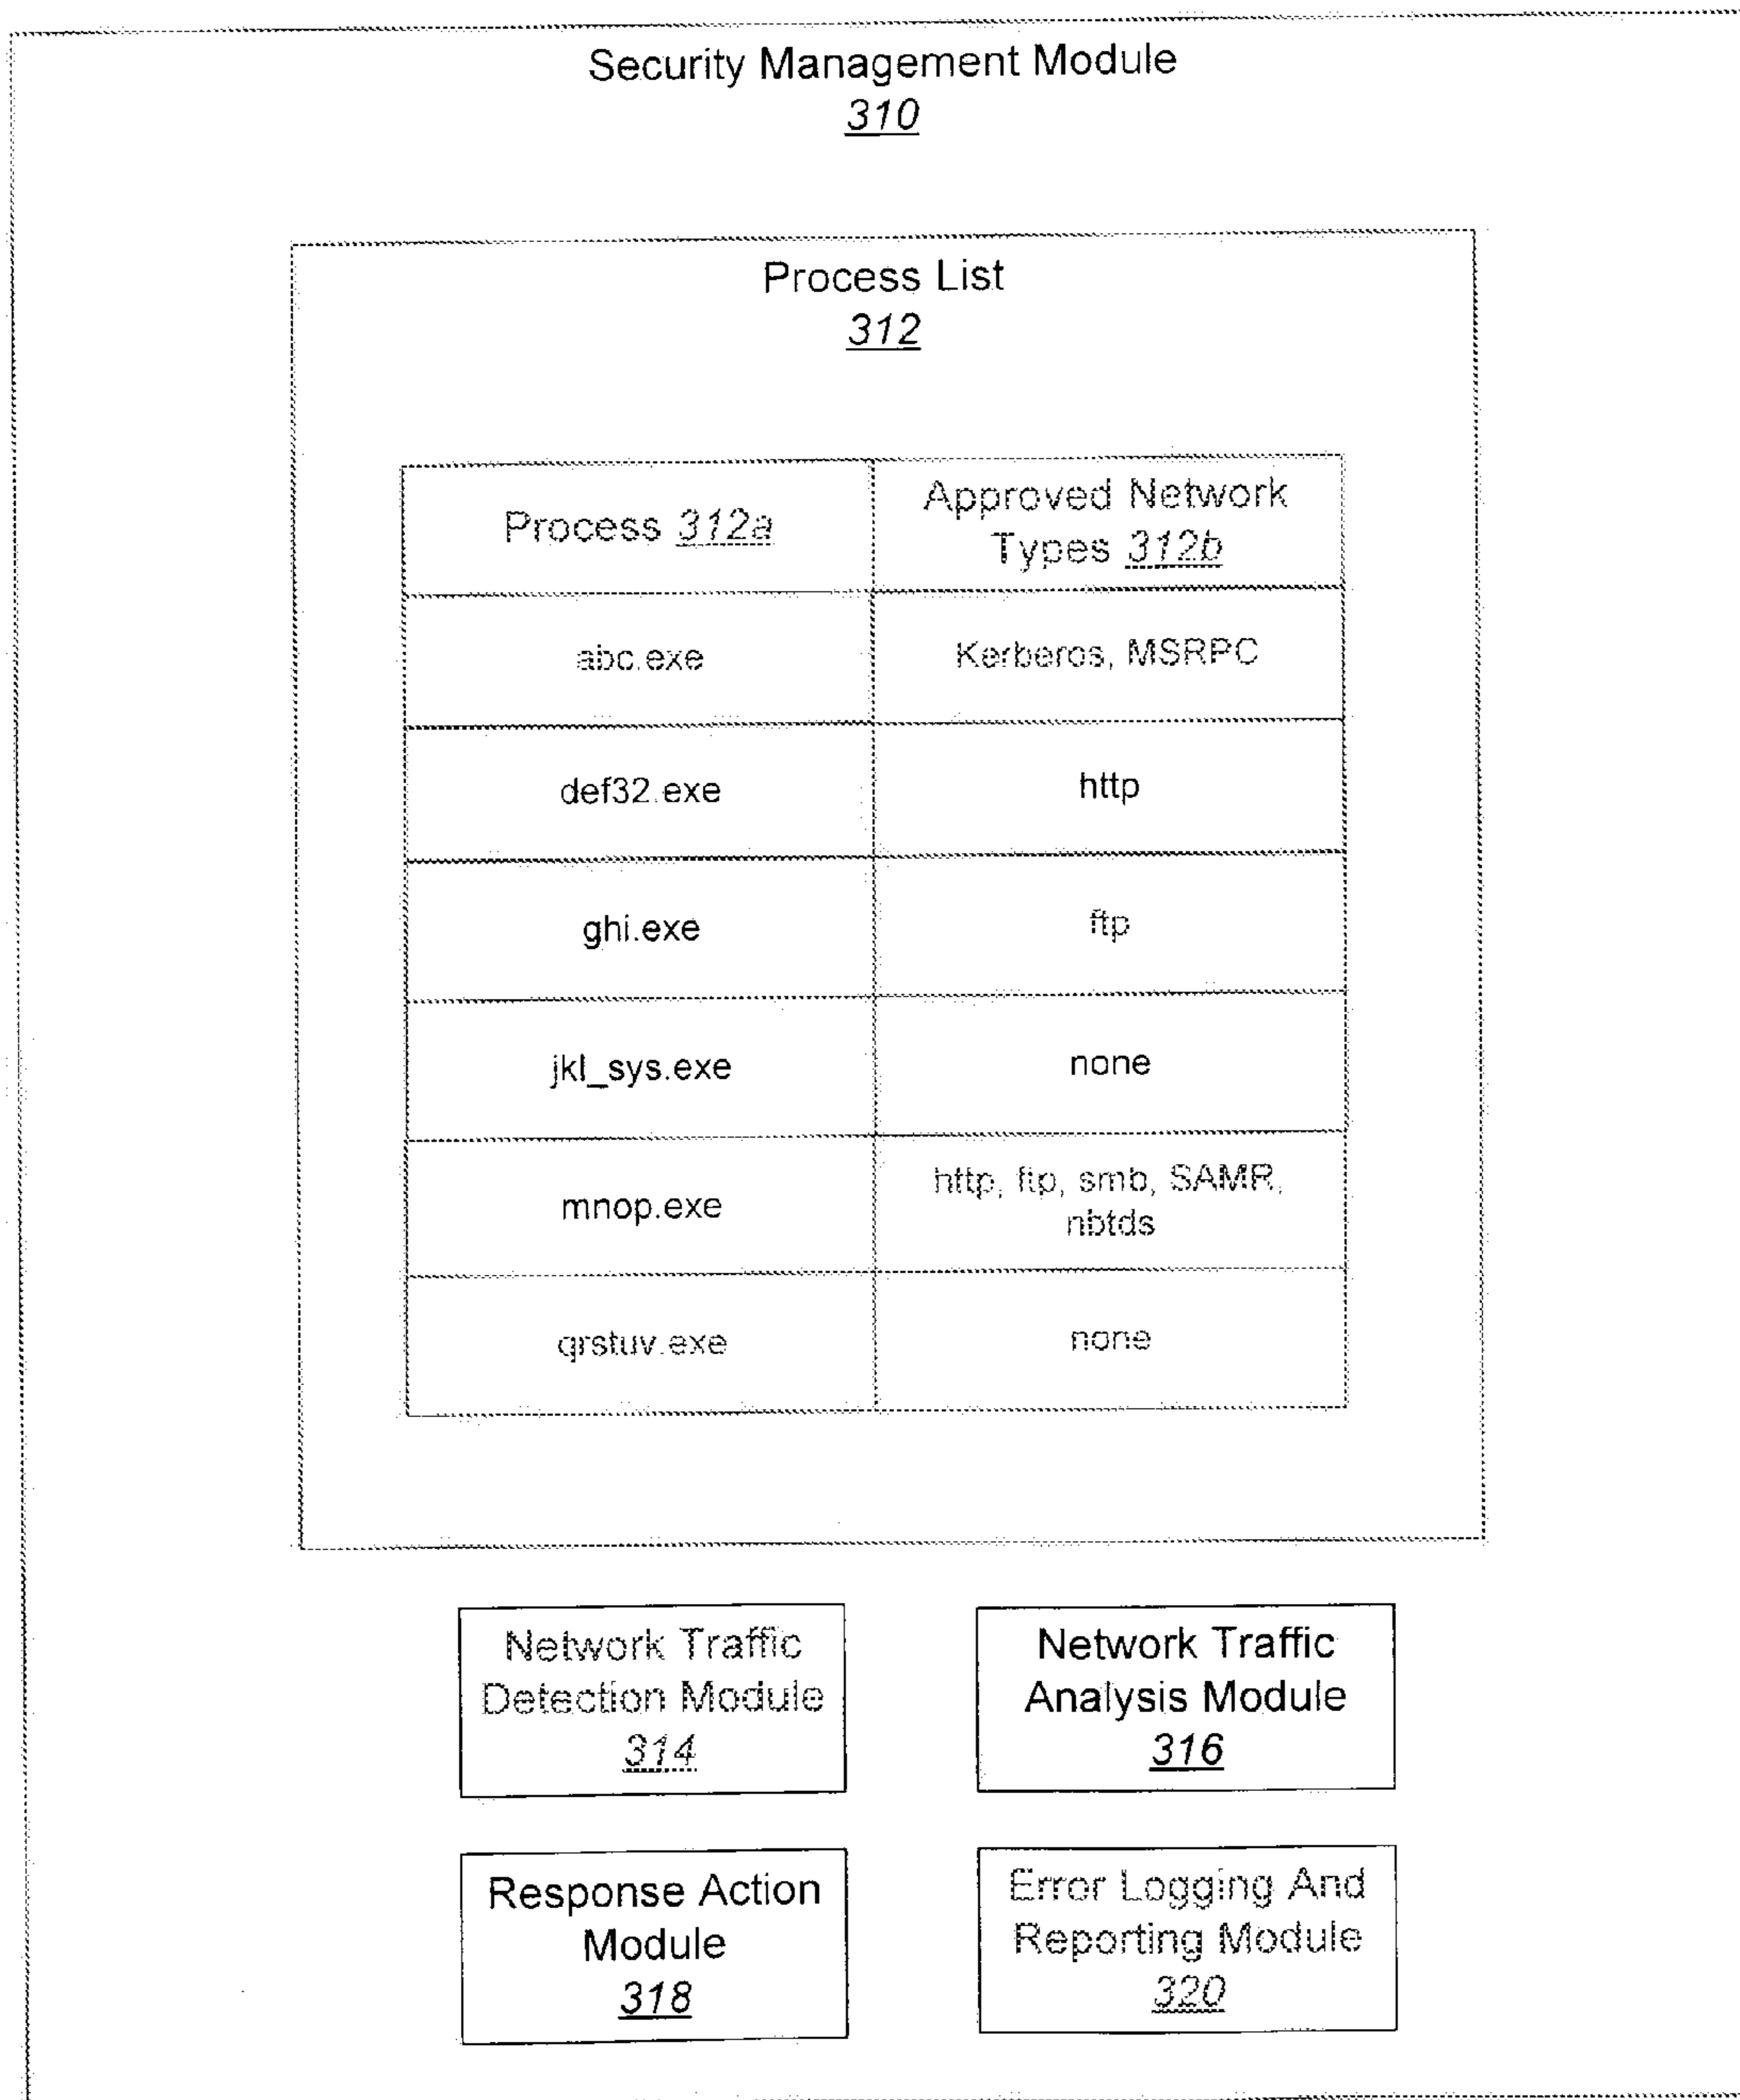 Security Management Module
310
Process List
312
Process 312a
Approved Network
Types 312b
abc.exe
Kerberos, MSRPC
def32.exe
http
ghi.exe
ftp
jkl_sys.exe
none
mnop.exe
http, ftp, smb, SAMR,
nbtds
qrstuv.exe
none
Network Traffic
Detection Module
314
Network Traffic
Analysis Module
316
Response Action
Module
318
Error Logging And
Reporting Module
320